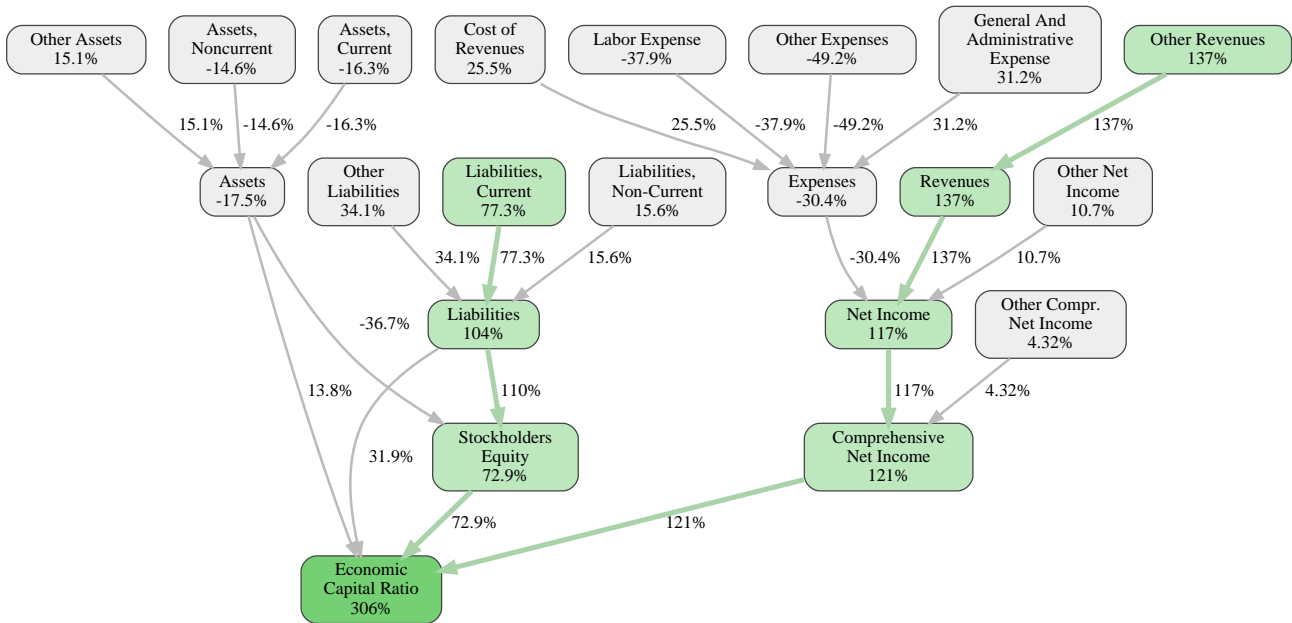 Other Assets
15.1%
Assets,
Noncurrent
-14.6%
Assets,
Current
-16.3%
Cost of
Revenues
25.5%
Labor Expense
-37.9%
Other Expenses
-49.2%
General And
Administrative
Expense
31.2%
Other Revenues
137%
15.1%
-14.6%
-16.3%
25.5%
-37.9%
-49.2%
31.2%
137%
Assets
-17.5%
Other
Liabilities
34.1%
Liabilities,
Current
77.3%
Liabilities,
Non-Current
15.6%
Expenses
-30.4%
Revenues
137%
Other Net
Income
10.7%
34.1%
77.3%
15.6%
-30.4%
137%
10.7%
-36.7%
Liabilities
104%
Net Income
117%
Other Compr.
Net Income
4.32%
13.8%
110%
117%
4.32%
31.9%
Stockholders
Equity
72.9%
Comprehensive
Net Income
121%
72.9%
121%
Economic
Capital Ratio
306%